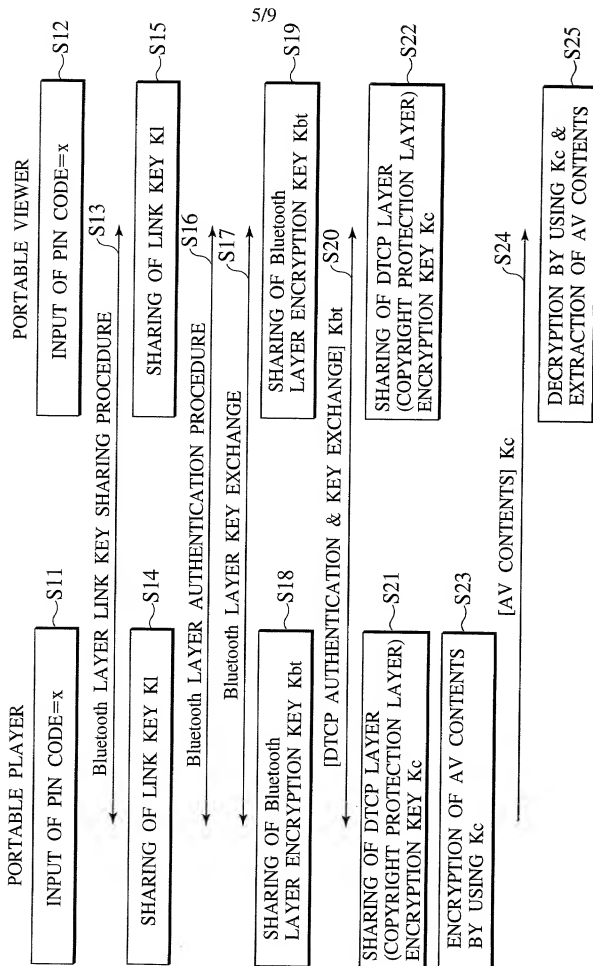 5/9
PORTABLE PLAYER
PORTABLE VIEWER
INPUT OF PIN CODE=x
S11
INPUT OF PIN CODE=x
S12
Bluetooth LAYER LINK KEY SHARING PROCEDURE
S13
SHARING OF LINK KEY Kl
S14
SHARING OF LINK KEY Kl
S15
Bluetooth LAYER AUTHENTICATION PROCEDURE
S16
Bluetooth LAYER KEY EXCHANGE
S17
SHARING OF Bluetooth
LAYER ENCRYPTION KEY Kbt
S18
SHARING OF Bluetooth
LAYER ENCRYPTION KEY Kbt
S19
[DTCP AUTHENTICATION & KEY EXCHANGE] Kbt
S20
SHARING OF DTCP LAYER
(COPYRIGHT PROTECTION LAYER)
ENCRYPTION KEY Kc
S21
SHARING OF DTCP LAYER
(COPYRIGHT PROTECTION LAYER)
ENCRYPTION KEY Kc
S22
ENCRYPTION OF AV CONTENTS
BY USING Kc
S23
[AV CONTENTS] Kc
S24
DECRYPTION BY USING Kc &
EXTRACTION OF AV CONTENTS
S25